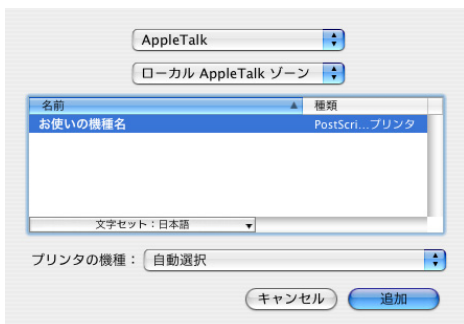 AppleTalk
ローカル AppleTalk ゾーン
名前 種類
お使いの機種名 PostScri...プリンタ
文字セット：日本語
プリンタの機種： 自動選択
キャンセル 追加